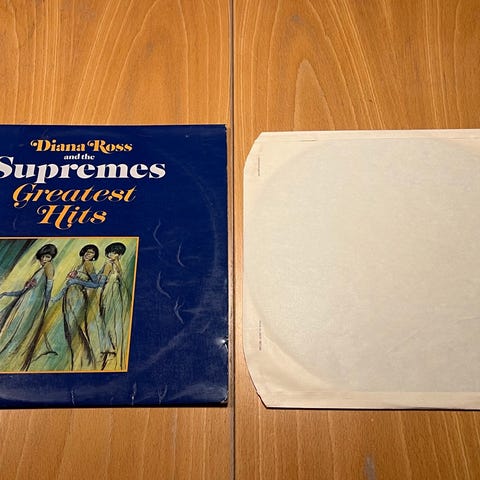 Diana Ross
and the
Supremes
Greatest
Hits